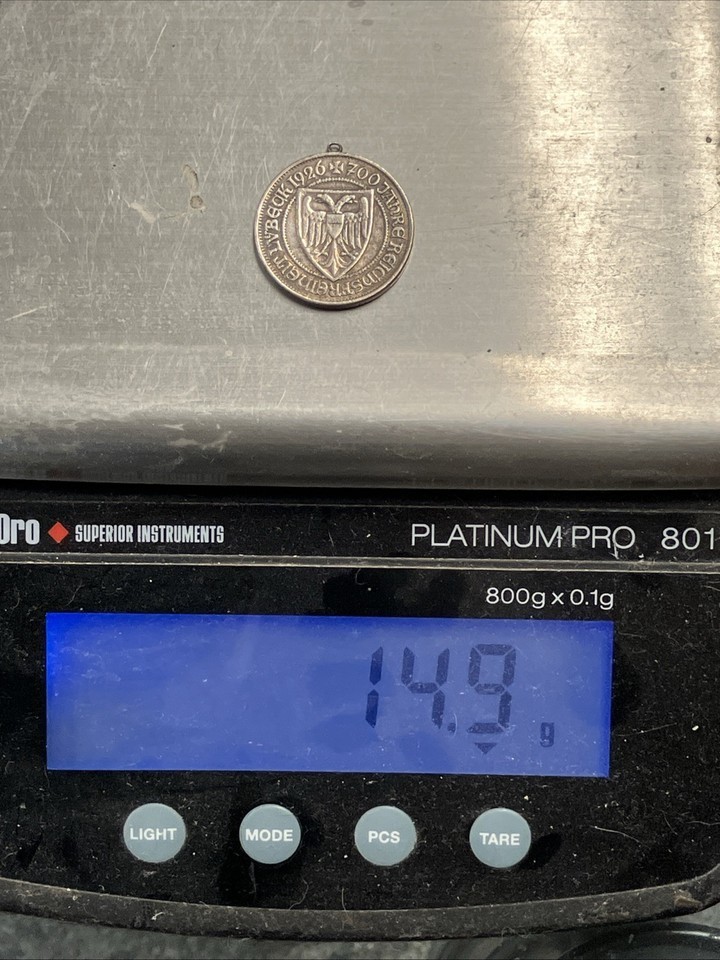 1926 ✠ 700 JAHRE REICHSFREIHEIT LVBECK
Oro SUPERIOR INSTRUMENTS
PLATINUM PRO 801
800g x 0.1g
14.9 g
LIGHT MODE PCS TARE